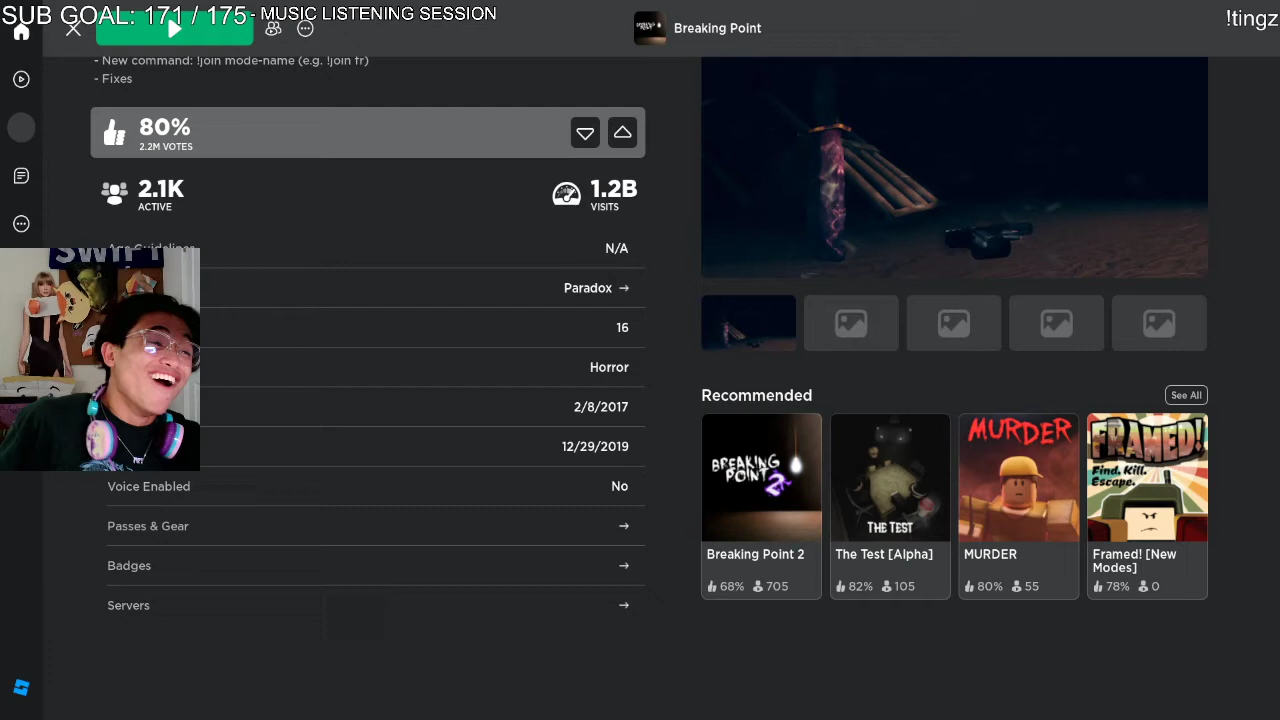 SUB GOAL: 171 / 175 - MUSIC LISTENING SESSION
!tingz
Breaking Point
- New command: !join mode-name (e.g. !join fr)
- Fixes
80%
2.2M VOTES
2.1K
ACTIVE
1.2B
VISITS
Age Guidelines
N/A
Paradox →
16
Horror
2/8/2017
12/29/2019
Voice Enabled
No
Passes & Gear →
Badges →
Servers →
SWIFT
Recommended
See All
BREAKING
POINT 2
THE TEST
MURDER
FRAMED!
Find. Kill.
Escape.
Breaking Point 2
The Test [Alpha]
MURDER
Framed! [New
Modes]
68% 705
82% 105
80% 55
78% 0